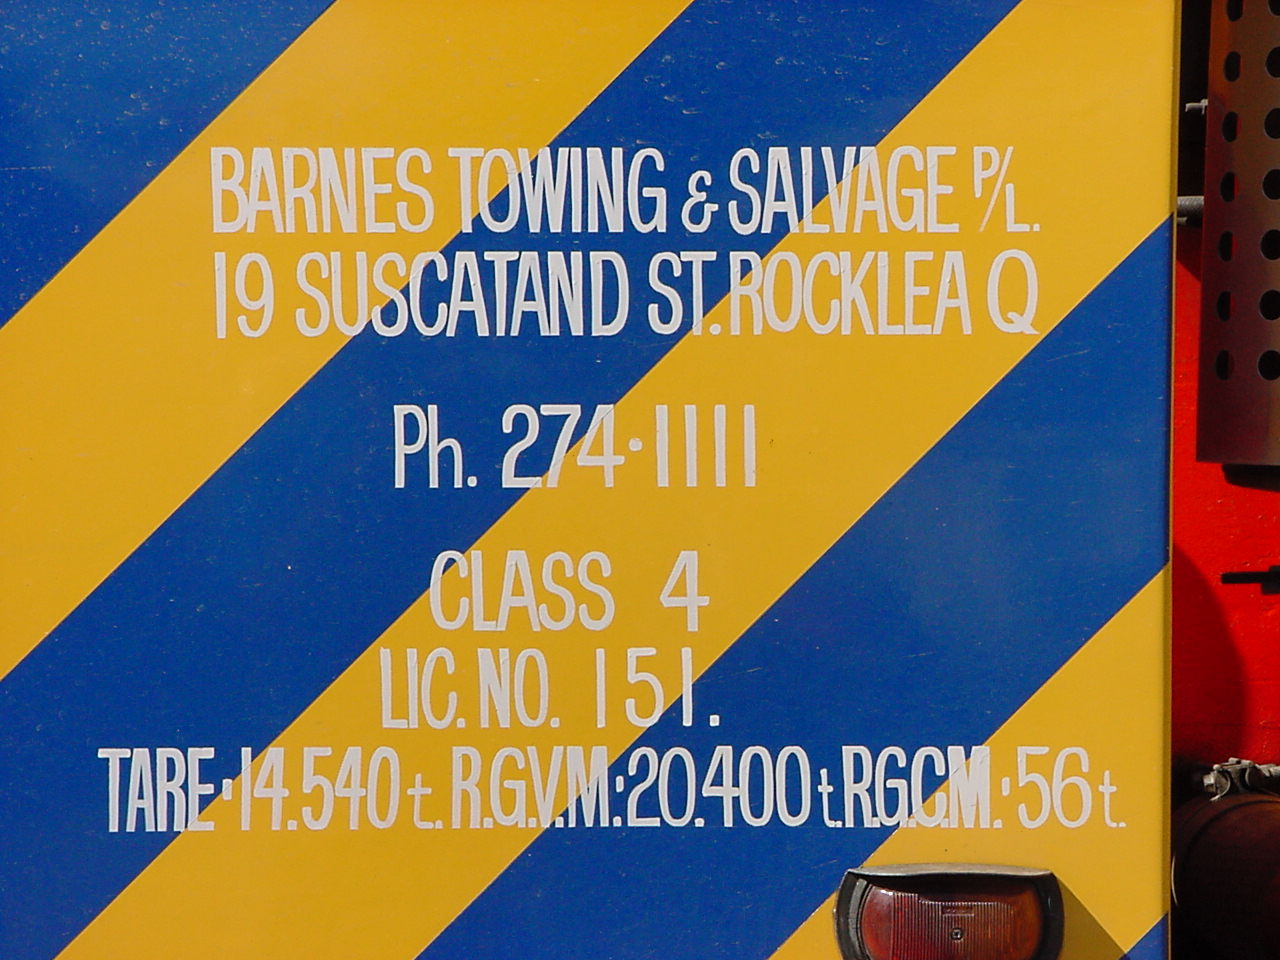 BARNES TOWING & SALVAGE P/L.
19 SUSCATAND ST. ROCKLEA Q
Ph. 274·1111
CLASS 4
LIC. NO. 151.
TARE·14.540 t. R.G.V.M:20.400 t. R.G.C.M.:56 t.